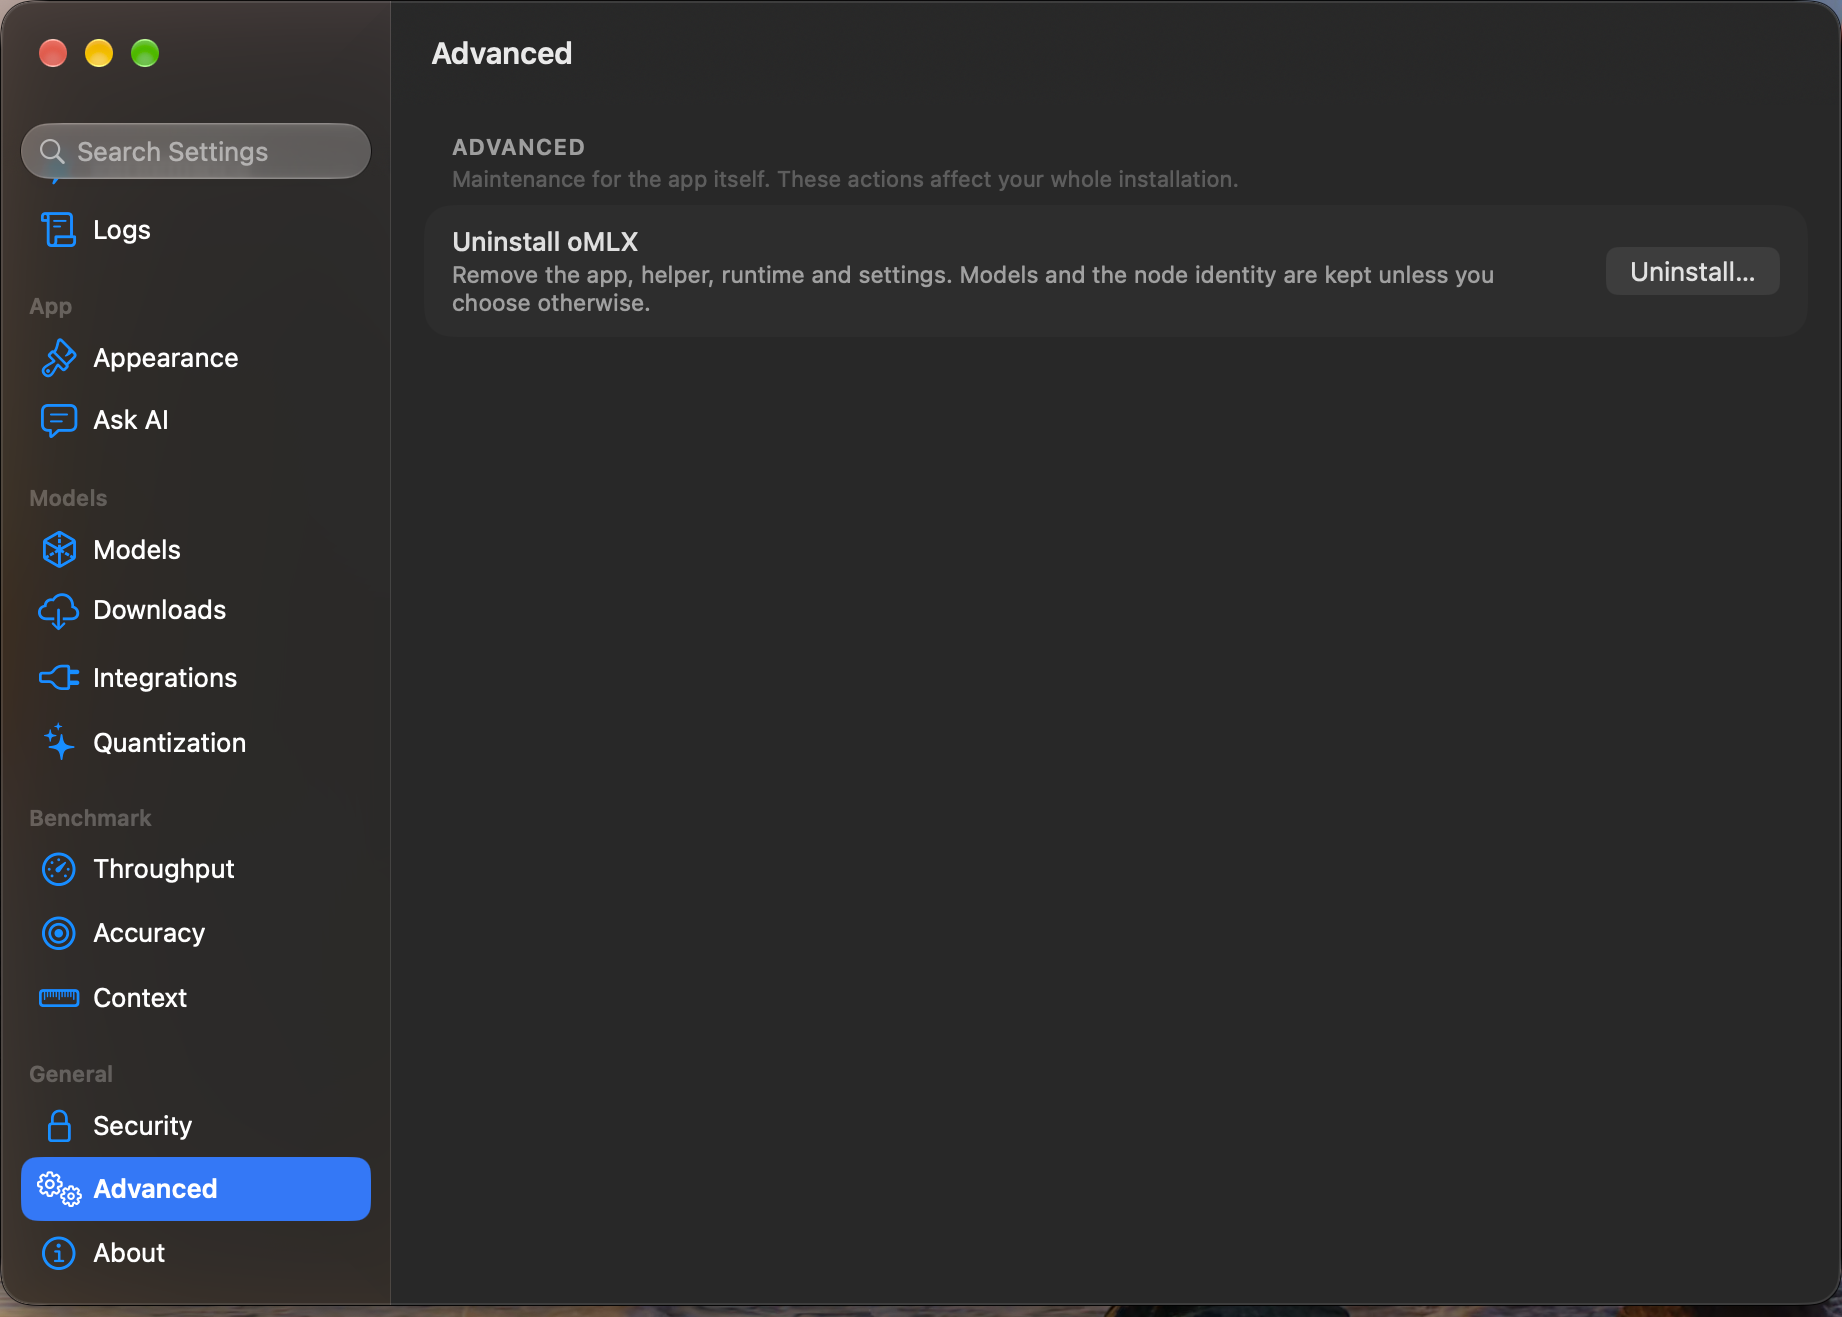 Advanced
Search Settings
Logs
App
Appearance
Ask AI
Models
Models
Downloads
Integrations
Quantization
Benchmark
Throughput
Accuracy
Context
General
Security
Advanced
About
ADVANCED
Maintenance for the app itself. These actions affect your whole installation.
Uninstall oMLX
Remove the app, helper, runtime and settings. Models and the node identity are kept unless you
choose otherwise.
Uninstall...